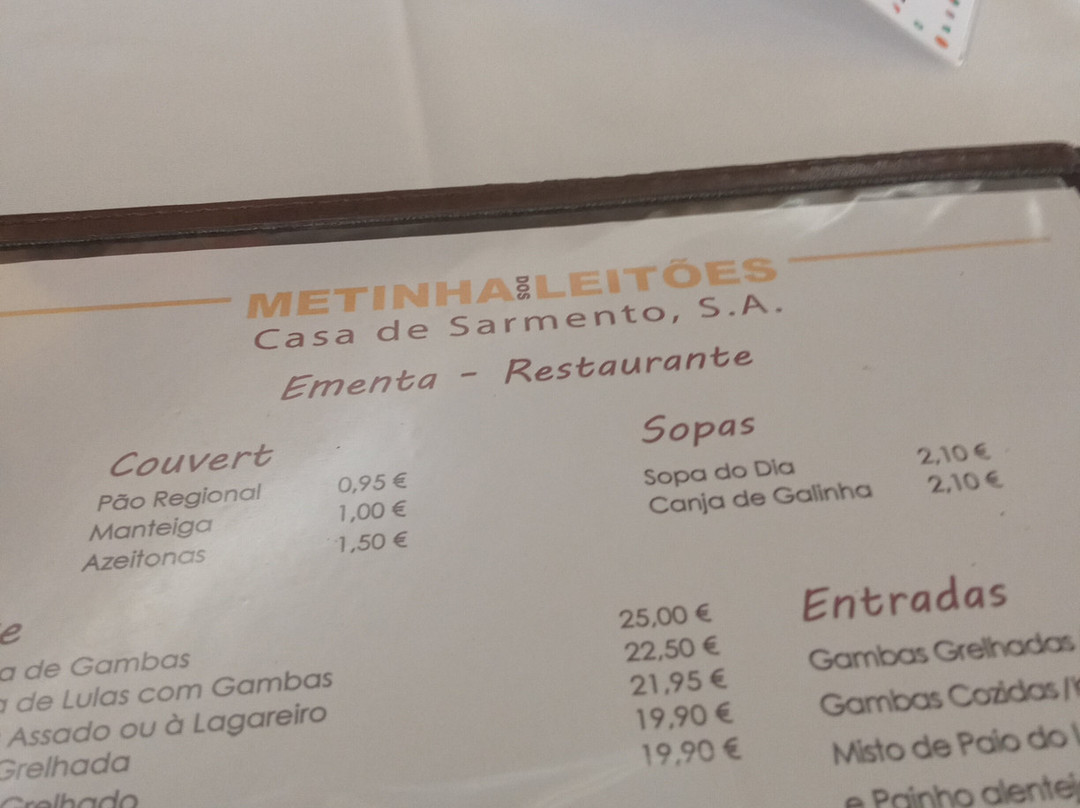 METINHA DOS LEITÕES
Casa de Sarmento, S.A.
Ementa - Restaurante
Couvert
Pão Regional 0,95 €
Manteiga 1,00 €
Azeitonas 1,50 €
Sopas
Sopa do Dia 2,10 €
Canja de Galinha 2,10 €
e
a de Gambas 25,00 €
a de Lulas com Gambas 22,50 €
Assado ou à Lagareiro 21,95 €
Grelhada 19,90 €
Grelhado 19,90 €
Entradas
Gambas Grelhadas
Gambas Cozidas /
Misto de Paio do
e Painho alentej